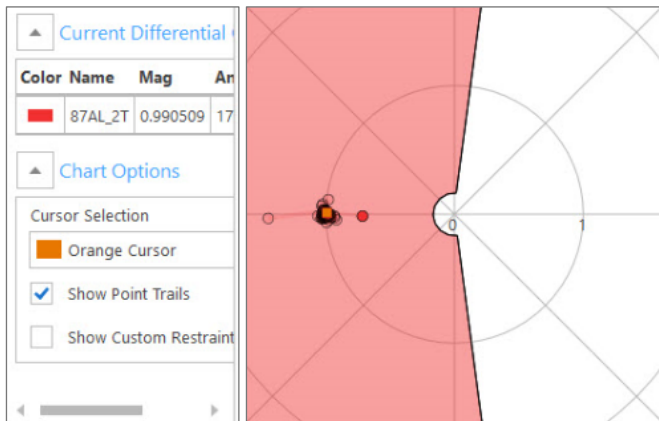 Current Differential
Color Name Mag An
87AL_2T 0.990509 17
Chart Options
Cursor Selection
Orange Cursor
Show Point Trails
Show Custom Restraint
0 1